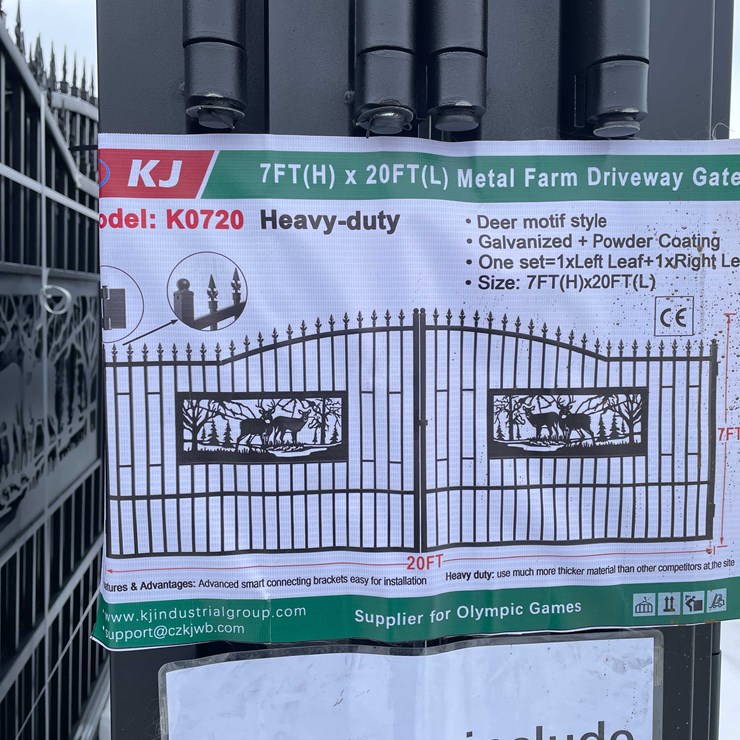 KJ
7FT(H) x 20FT(L) Metal Farm Driveway Gate
odel: K0720 Heavy-duty
• Deer motif style
• Galvanized + Powder Coating
• One set=1xLeft Leaf+1xRight Le
• Size: 7FT(H)x20FT(L)
CE
7FT
20FT
tures & Advantages: Advanced smart connecting brackets easy for installation
Heavy duty: use much more thicker material than other competitors at the site
www.kjindustrialgroup.com
support@czkjwb.com
Supplier for Olympic Games
include